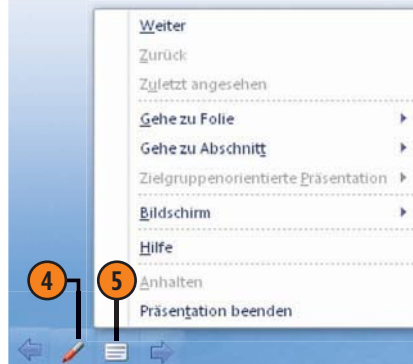 Weiter
Zurück
Zuletzt angesehen
Gehe zu Folie
Gehe zu Abschnitt
Zielgruppenorientierte Präsentation
Bildschirm
Hilfe
Anhalten
Präsentation beenden
4 5